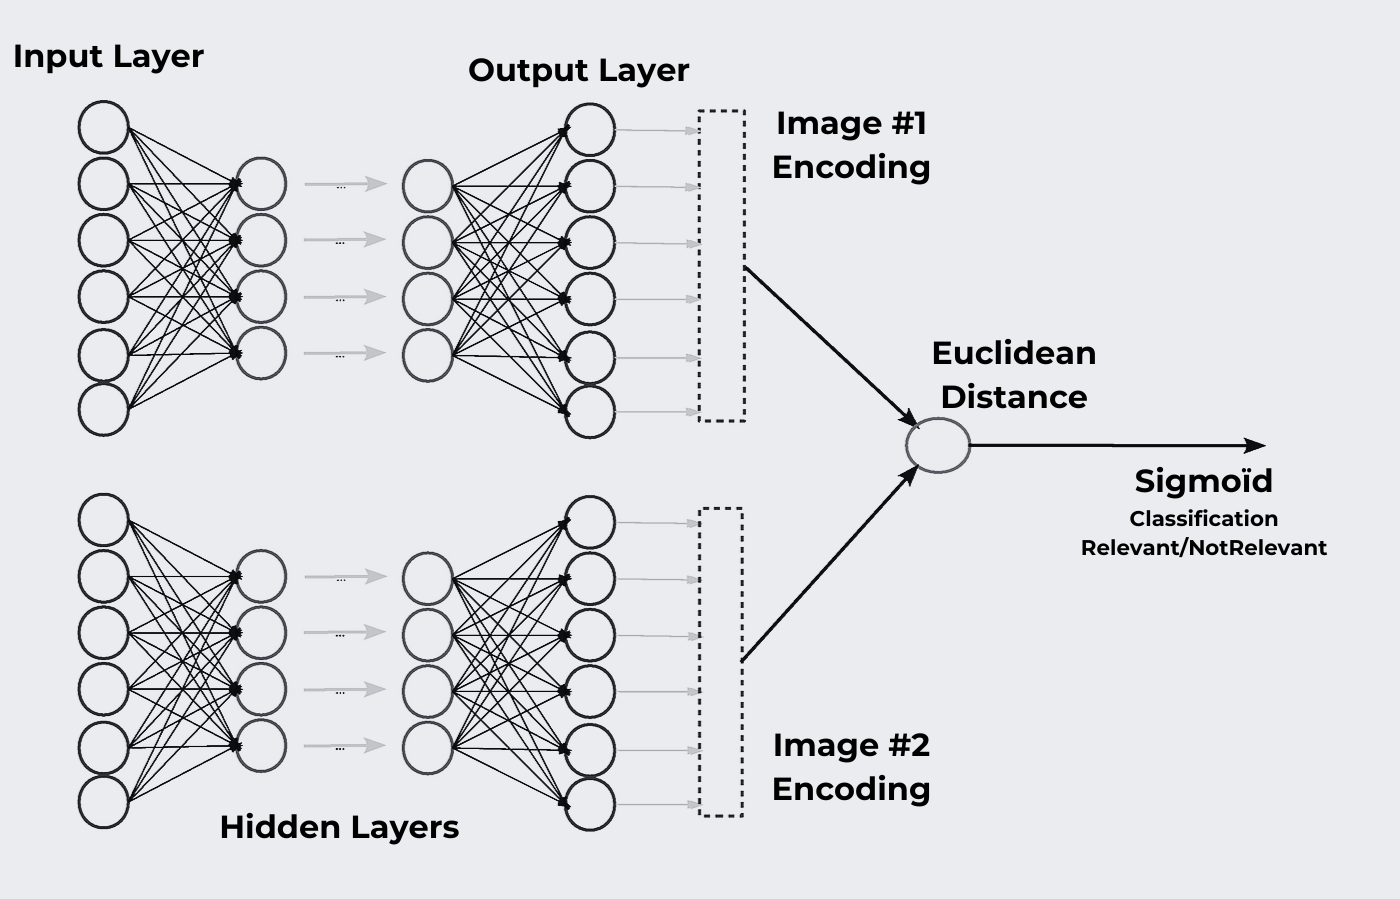 Input Layer
Output Layer
Image #1
Encoding
...
...
...
...
Euclidean
Distance
Sigmoïd
Classification
Relevant/NotRelevant
...
...
...
...
Image #2
Encoding
Hidden Layers